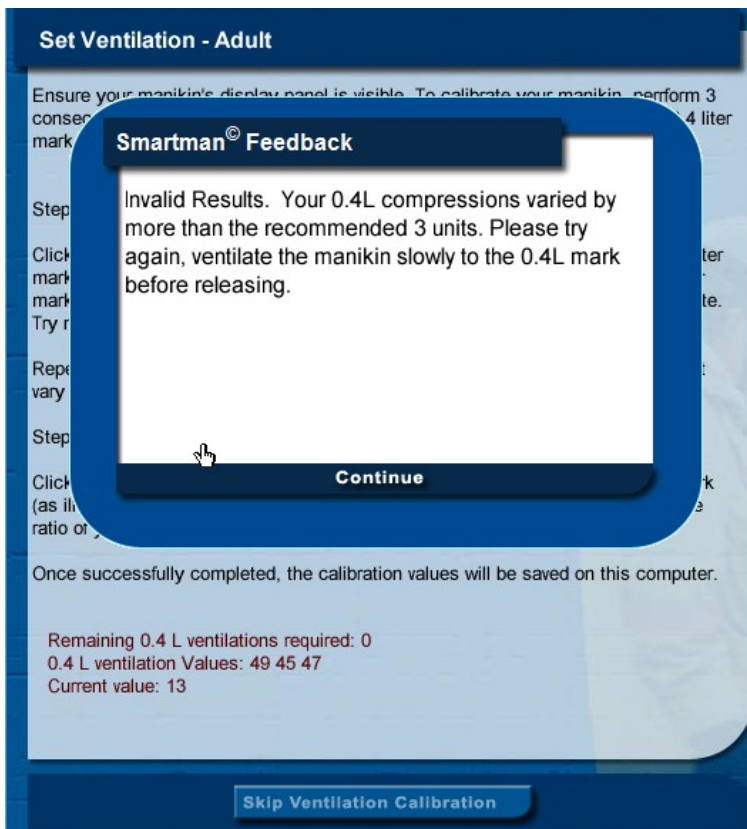 Set Ventilation - Adult
Ensure your manikin's display panel is visible. To calibrate your manikin, perrform 3
consec 4 liter
mark
Smartman© Feedback
Invalid Results. Your 0.4L compressions varied by
more than the recommended 3 units. Please try
again, ventilate the manikin slowly to the 0.4L mark
before releasing.
Step
Click ter
mark
mark te.
Try r
Repe
vary
Step
Continue
Click rk
(as ill e
ratio of y
Once successfully completed, the calibration values will be saved on this computer.
Remaining 0.4 L ventilations required: 0
0.4 L ventilation Values: 49 45 47
Current value: 13
Skip Ventilation Calibration